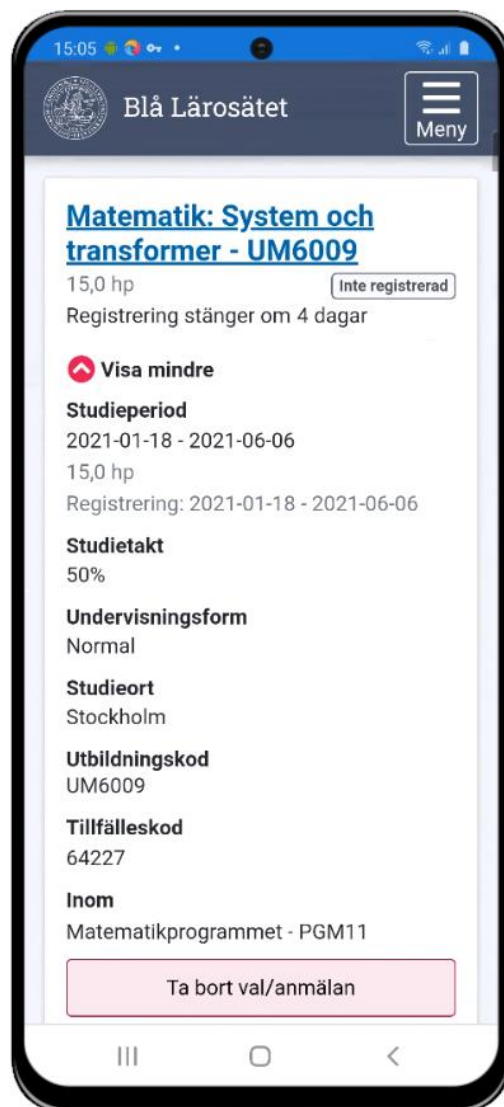 15:05
Blå Lärosätet
Meny
Matematik: System och
transformer - UM6009
15,0 hp
Inte registrerad
Registrering stänger om 4 dagar
Visa mindre
Studieperiod
2021-01-18 - 2021-06-06
15,0 hp
Registrering: 2021-01-18 - 2021-06-06
Studietakt
50%
Undervisningsform
Normal
Studieort
Stockholm
Utbildningskod
UM6009
Tillfälleskod
64227
Inom
Matematikprogrammet - PGM11
Ta bort val/anmälan